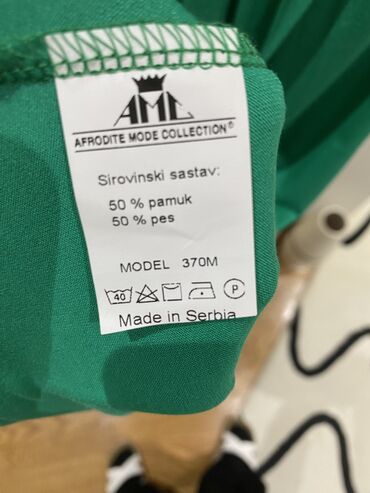 AMC
AFRODITE MODE COLLECTION®
Sirovinski sastav:
50 % pamuk
50 % pes
MODEL 370M
40 P
Made in Serbia